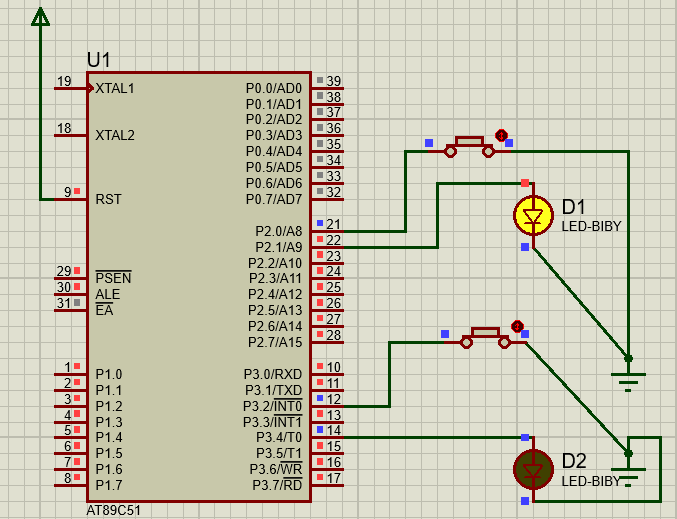 U1
19 XTAL1
18 XTAL2
9 RST
29 PSEN
30 ALE
31 EA
1 P1.0
2 P1.1
3 P1.2
4 P1.3
5 P1.4
6 P1.5
7 P1.6
8 P1.7
P0.0/AD0 39
P0.1/AD1 38
P0.2/AD2 37
P0.3/AD3 36
P0.4/AD4 35
P0.5/AD5 34
P0.6/AD6 33
P0.7/AD7 32
P2.0/A8 21
P2.1/A9 22
P2.2/A10 23
P2.3/A11 24
P2.4/A12 25
P2.5/A13 26
P2.6/A14 27
P2.7/A15 28
P3.0/RXD 10
P3.1/TXD 11
P3.2/INT0 12
P3.3/INT1 13
P3.4/T0 14
P3.5/T1 15
P3.6/WR 16
P3.7/RD 17
AT89C51
D1
LED-BIBY
D2
LED-BIBY